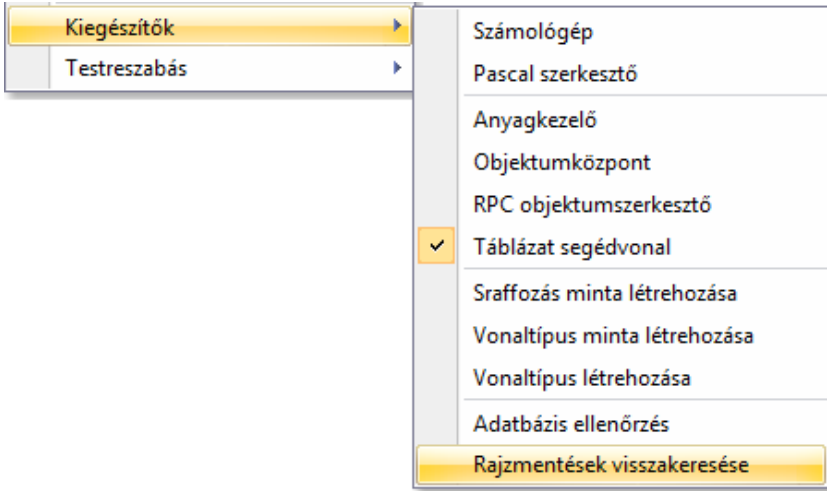 Kiegészítők
Testreszabás
Számológép
Pascal szerkesztő
Anyagkezelő
Objektumközpont
RPC objektumszerkesztő
Táblázat segédvonal
Sraffozás minta létrehozása
Vonaltípus minta létrehozása
Vonaltípus létrehozása
Adatbázis ellenőrzés
Rajzmentések visszakeresése